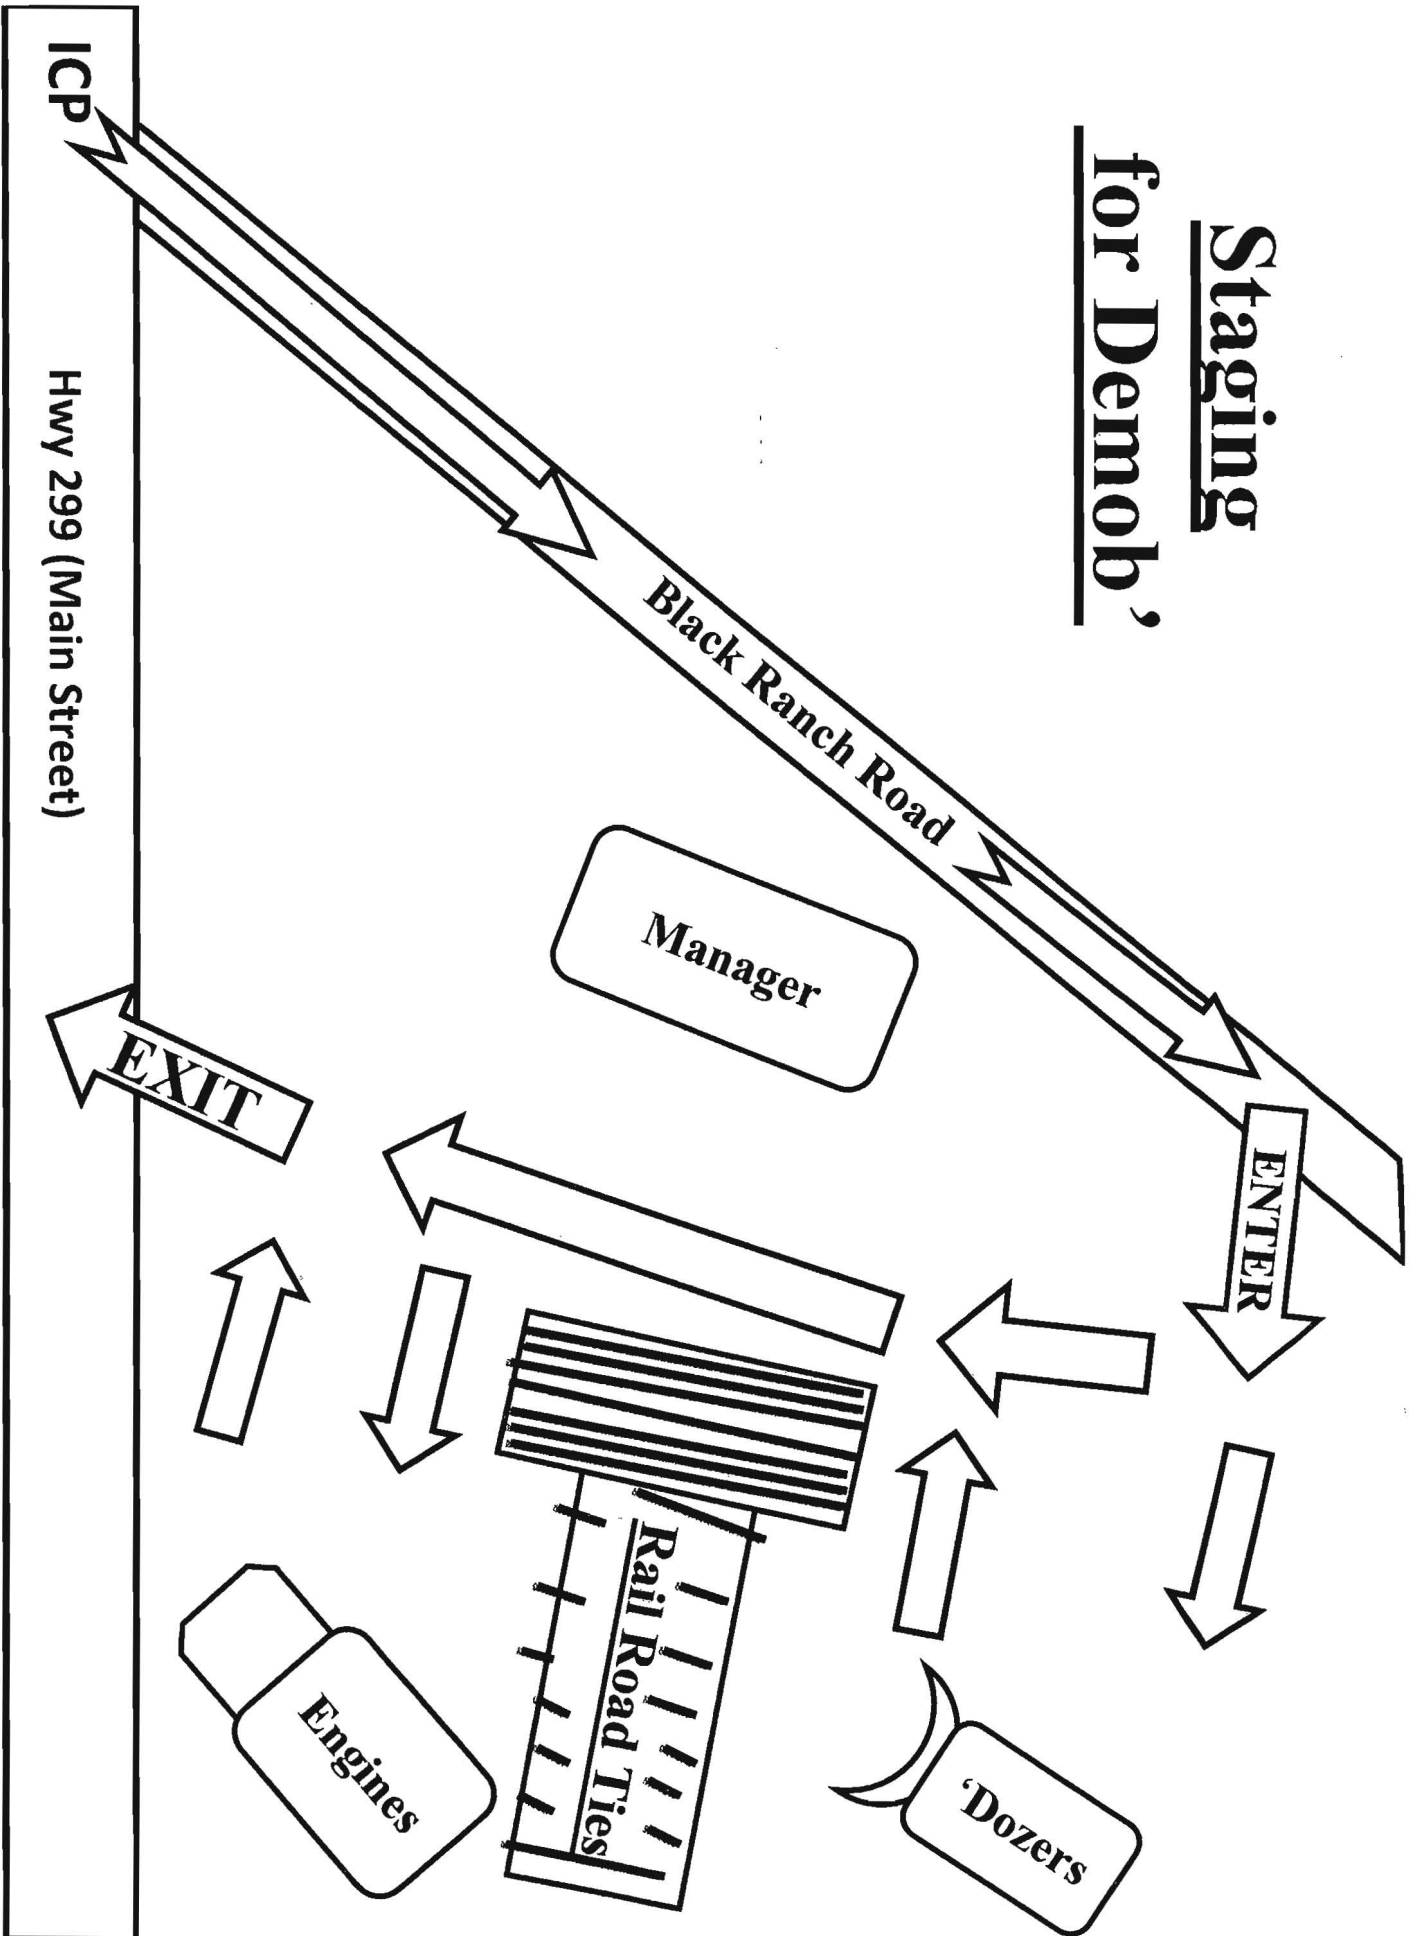 Staging
for Demob’
Black Ranch Road
ENTER
Manager
‘Dozers
Rail Road Ties
EXIT
Engines
ICP
Hwy 299 (Main Street)